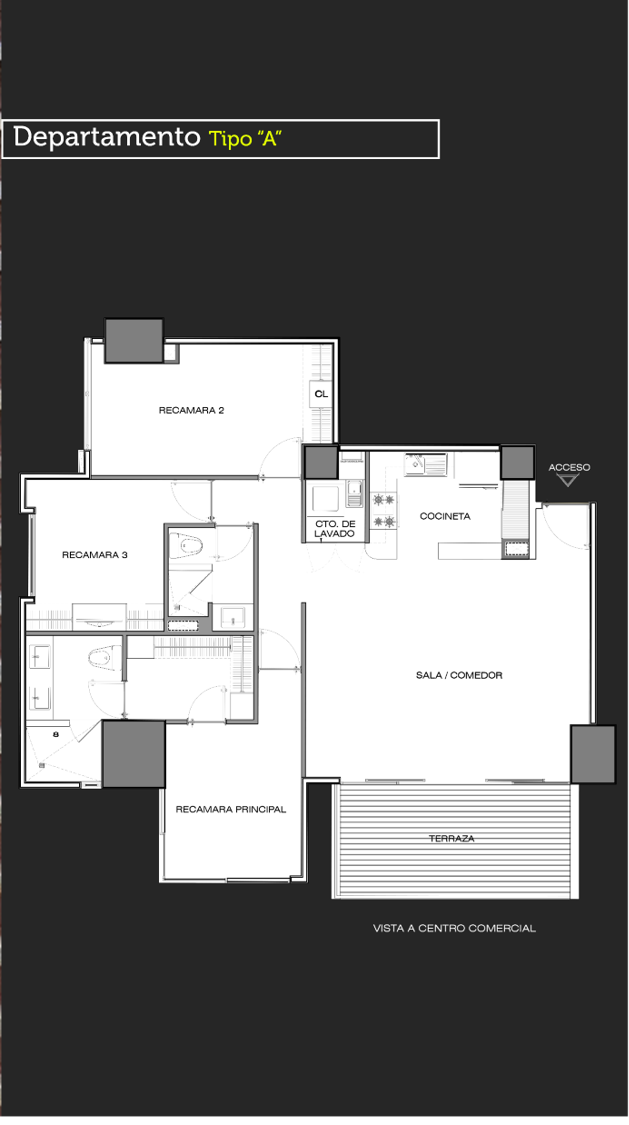 Departamento Tipo “A”
RECAMARA 2
CL
ACCESO
COCINETA
CTO. DE
LAVADO
RECAMARA 3
SALA / COMEDOR
8
RECAMARA PRINCIPAL
TERRAZA
VISTA A CENTRO COMERCIAL